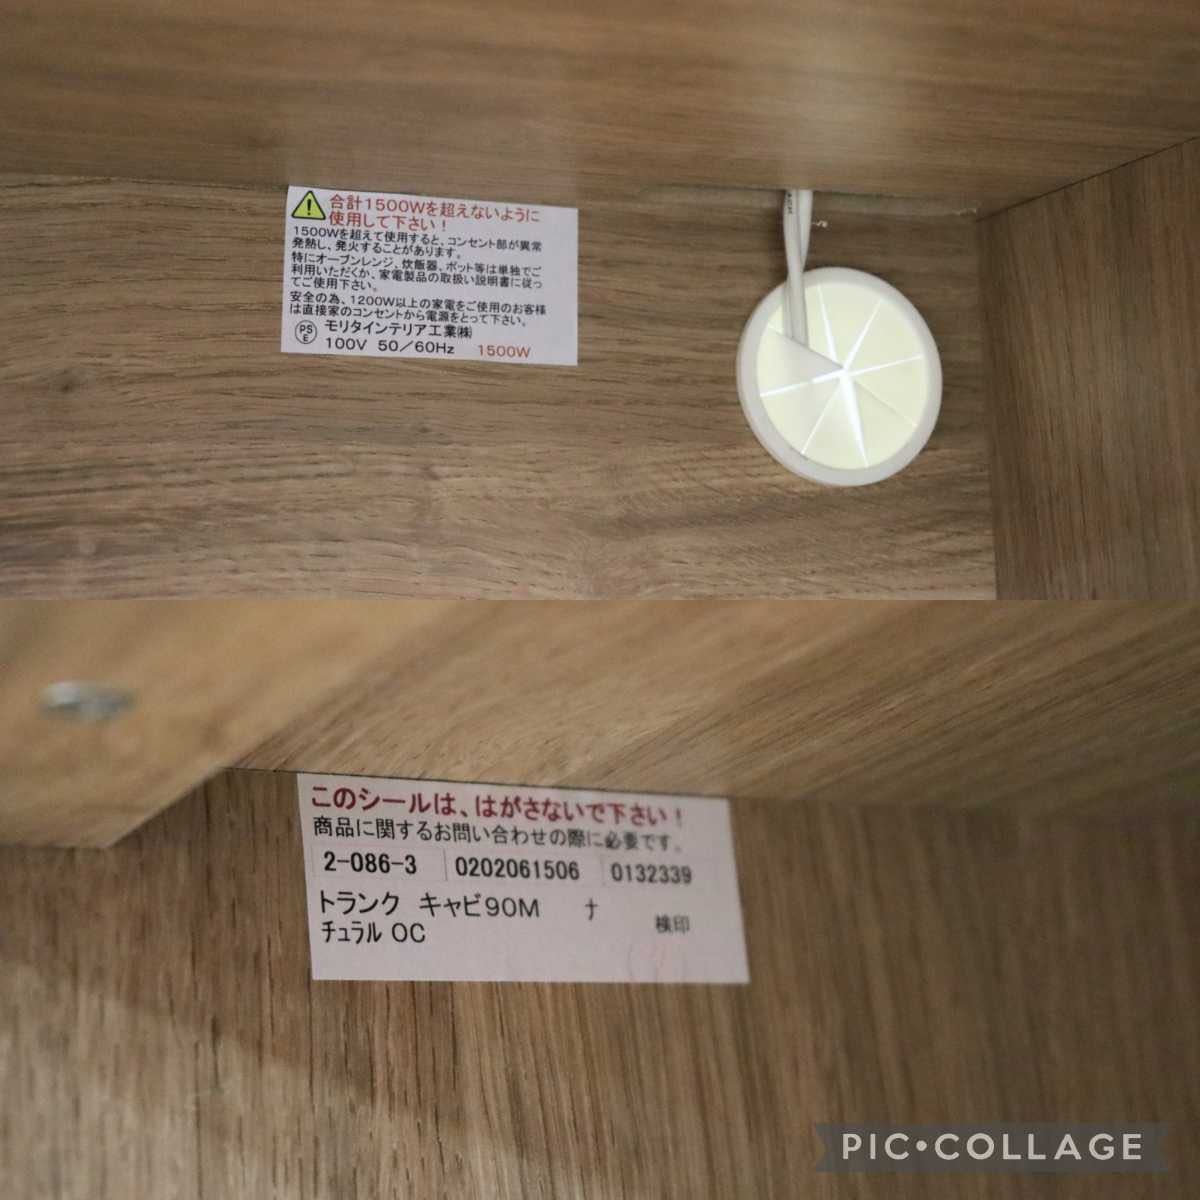 合計1500Wを超えないように
使用して下さい！
1500Wを超えて使用すると、コンセント部が異常
発熱し、発火することがあります。
特にオーブンレンジ、炊飯器、ポット等は単独でご
利用いただくか、家電製品の取扱い説明書に従っ
てご使用下さい。
安全の為、1200W以上の家電をご使用のお客様
は直接家のコンセントから電源をとって下さい。
PSE モリタインテリア工業㈱
100V 50／60Hz 1500W
このシールは、はがさないで下さい！
商品に関するお問い合わせの際に必要です。
2-086-3 0202061506 0132339
トランク キャビ90M ナ
チュラル OC 検印
PIC•COLLAGE